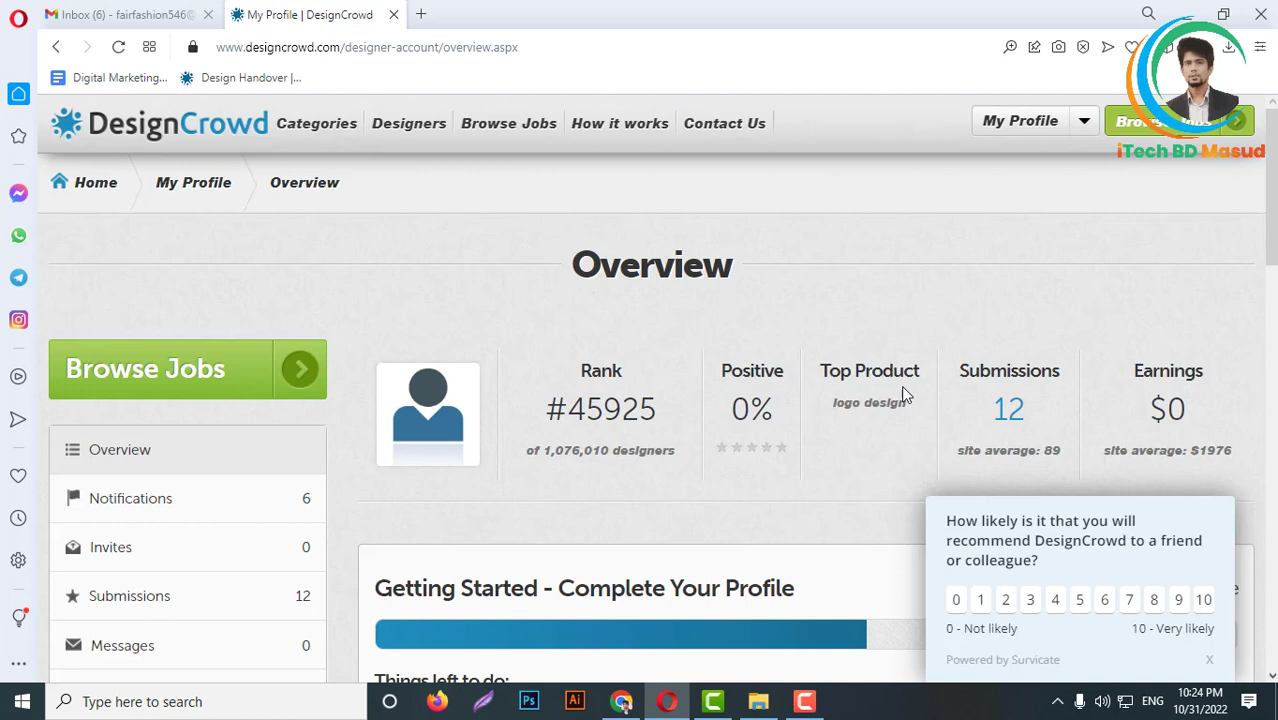 Inbox (6) - fairfashion546@
My Profile | DesignCrowd
www.designcrowd.com/designer-account/overview.aspx
Digital Marketing...
Design Handover |...
DesignCrowd
Categories
Designers
Browse Jobs
How it works
Contact Us
My Profile
iTech BD Masud
Home
My Profile
Overview
Overview
Browse Jobs
Rank
Positive
Top Product
Submissions
Earnings
#45925
0%
logo design
12
$0
of 1,076,010 designers
site average: 89
site average: $1976
Overview
Notifications 6
Invites 0
Submissions 12
Messages 0
Getting Started - Complete Your Profile
Things left to do:
How likely is it that you will
recommend DesignCrowd to a friend
or colleague?
0 1 2 3 4 5 6 7 8 9 10
0 - Not likely
10 - Very likely
Powered by Survicate
X
Type here to search
Ps
Ai
ENG
10:24 PM
10/31/2022